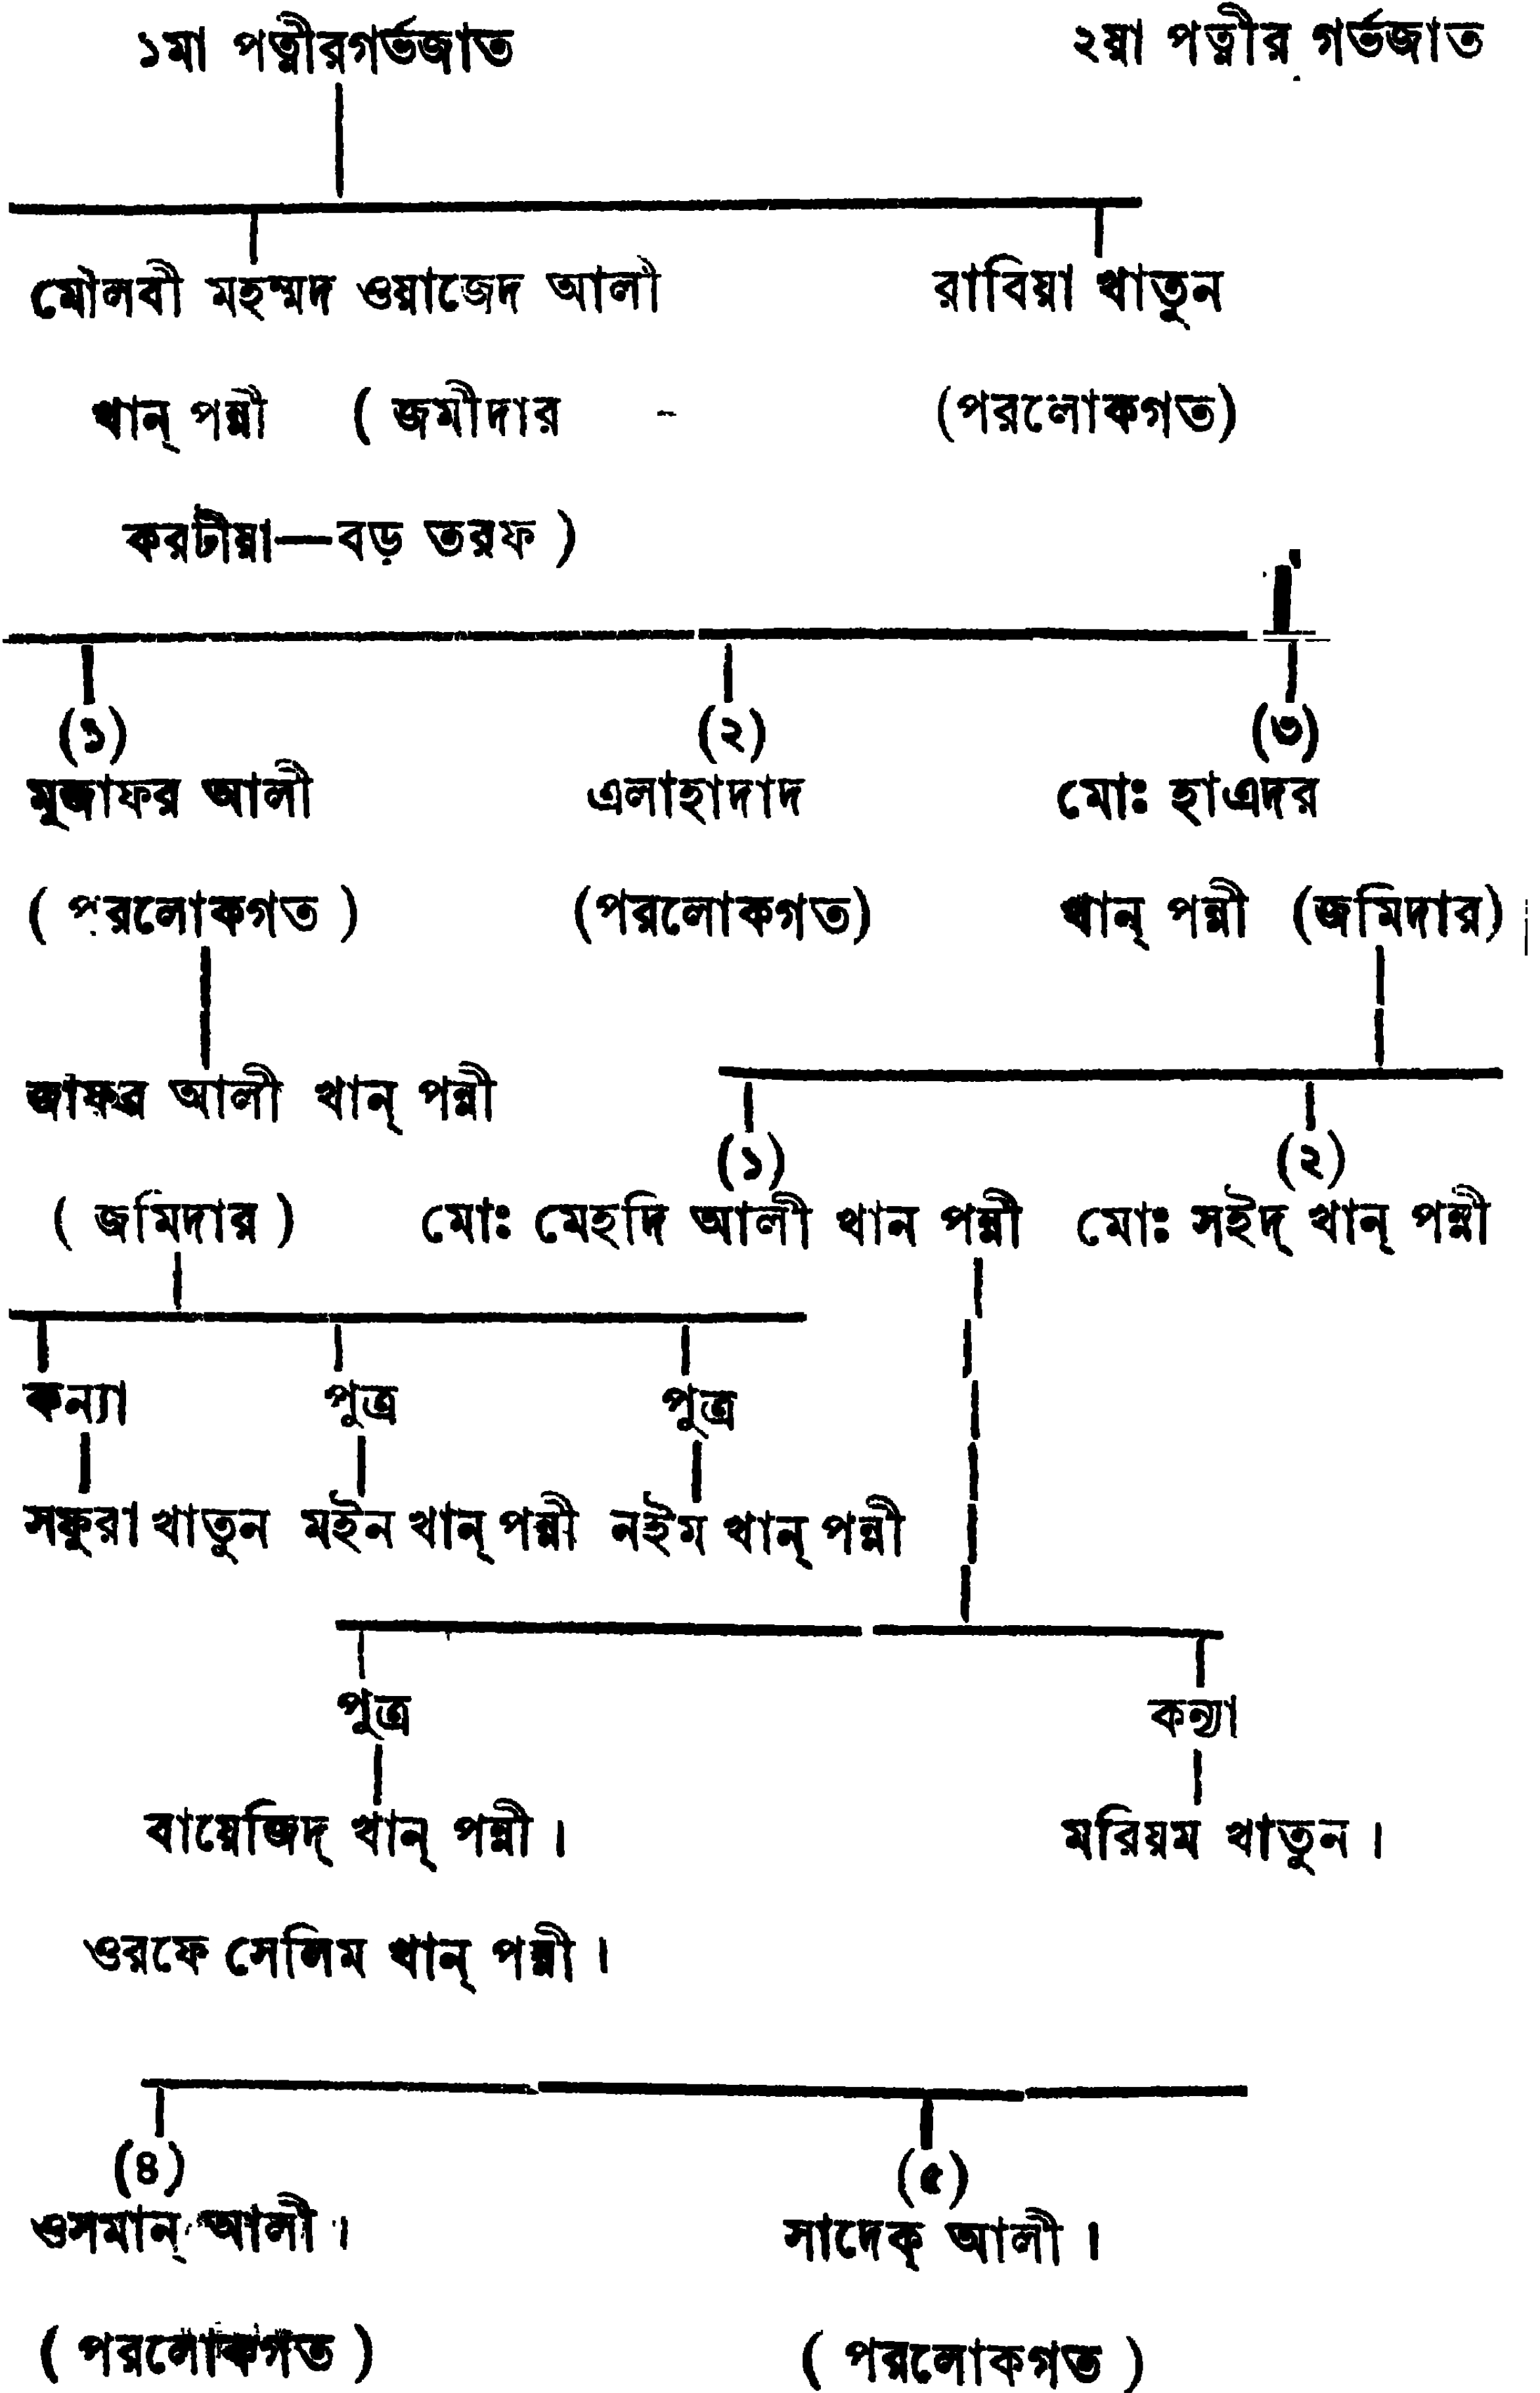 ১মা পত্নীরগর্ভজাত ২য়া পত্নীর গর্ভজাত
মৌলবী মহম্মদ ওয়াজেদ আলী রাবিয়া খাতুন
খান্ পন্নী ( জমীদার - (পরলোকগত)
করটীয়া—বড় তরফ )
(১) (২) (৩)
মুজাফর আলী এলাহাদাদ মোঃ হাএদর
( পরলোকগত ) (পরলোকগত) খান্ পন্নী (জমিদার)
জাফর আলী খান্ পন্নী
(১) (২)
( জমিদার ) মোঃ মেহদি আলী খান পন্নী মোঃ সইদ্ খান্ পন্নী
কন্যা পুত্র পুত্র
সফুরা খাতুন মইন খান্ পন্নী নইম খান্ পন্নী
পুত্র কন্যা
বায়েজিদ্ খান্ পন্নী । মরিয়ম খাতুন ।
ওরফে সেলিম খান্ পন্নী ।
(৪) (৫)
ওসমান্ আলী । সাদেক্ আলী ।
( পরলোকগত ) ( পরলোকগত )